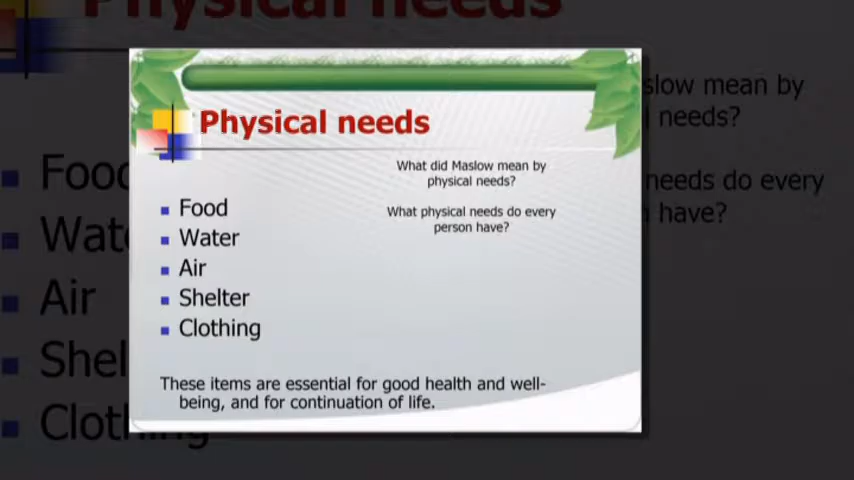 Physical needs
What did Maslow mean by
physical needs?
What physical needs do every
person have?
Food
Water
Air
Shelter
Clothing
These items are essential for good health and well-
being, and for continuation of life.